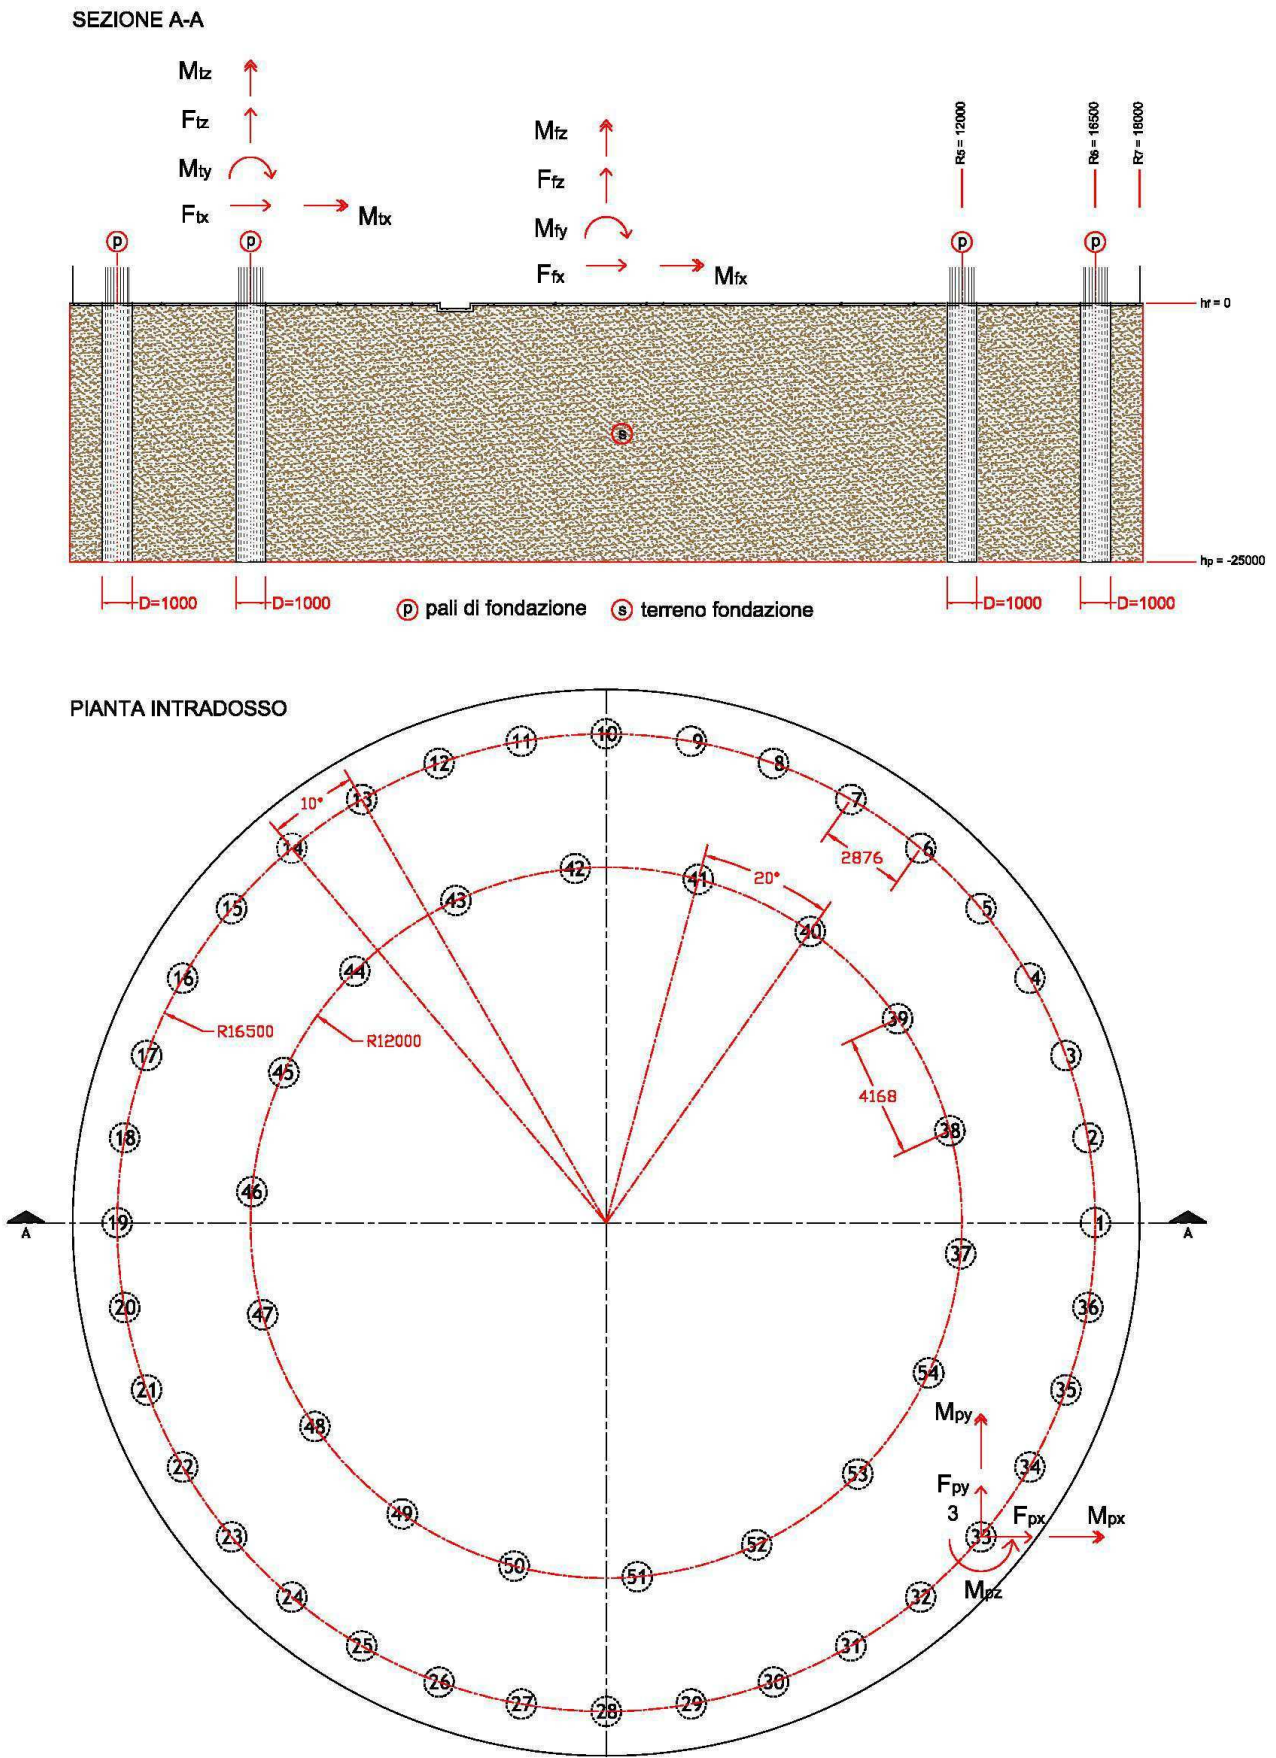 SEZIONE A-A
Mtz
Ftz
Mty
Ftx
Mtx
Mfz
Ffz
Mfy
Ffx
Mfx
R5 = 12000
R6 = 16500
R7 = 18000
p
p
p
p
hf = 0
s
hp = -25000
D=1000
D=1000
D=1000
D=1000
p pali di fondazione
s terreno fondazione
PIANTA INTRADOSSO
10
11
9
12
8
10°
13
7
14
6
2876
42
41
20°
43
40
15
5
44
16
4
39
R16500
R12000
17
3
45
4168
18
38
2
46
A
19
1
A
37
20
36
47
54
21
35
Mpy
48
22
53
34
Fpy
3
Fpx
Mpx
49
23
33
52
50
51
Mpz
24
32
25
31
26
30
27
29
28